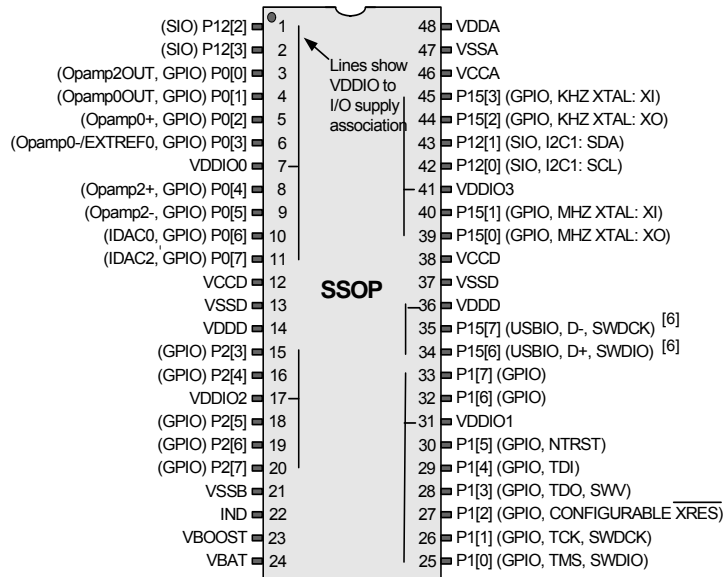 (SIO) P12[2] 1
(SIO) P12[3] 2
(Opamp2OUT, GPIO) P0[0] 3
(Opamp0OUT, GPIO) P0[1] 4
(Opamp0+, GPIO) P0[2] 5
(Opamp0-/EXTREF0, GPIO) P0[3] 6
VDDIO0 7
(Opamp2+, GPIO) P0[4] 8
(Opamp2-, GPIO) P0[5] 9
(IDAC0, GPIO) P0[6] 10
(IDAC2, GPIO) P0[7] 11
VCCD 12
VSSD 13
VDDD 14
(GPIO) P2[3] 15
(GPIO) P2[4] 16
VDDIO2 17
(GPIO) P2[5] 18
(GPIO) P2[6] 19
(GPIO) P2[7] 20
VSSB 21
IND 22
VBOOST 23
VBAT 24
Lines show
VDDIO to
I/O supply
association
SSOP
48 VDDA
47 VSSA
46 VCCA
45 P15[3] (GPIO, KHZ XTAL: XI)
44 P15[2] (GPIO, KHZ XTAL: XO)
43 P12[1] (SIO, I2C1: SDA)
42 P12[0] (SIO, I2C1: SCL)
41 VDDIO3
40 P15[1] (GPIO, MHZ XTAL: XI)
39 P15[0] (GPIO, MHZ XTAL: XO)
38 VCCD
37 VSSD
36 VDDD
35 P15[7] (USBIO, D-, SWDCK) [6]
34 P15[6] (USBIO, D+, SWDIO) [6]
33 P1[7] (GPIO)
32 P1[6] (GPIO)
31 VDDIO1
30 P1[5] (GPIO, NTRST)
29 P1[4] (GPIO, TDI)
28 P1[3] (GPIO, TDO, SWV)
27 P1[2] (GPIO, CONFIGURABLE XRES)
26 P1[1] (GPIO, TCK, SWDCK)
25 P1[0] (GPIO, TMS, SWDIO)